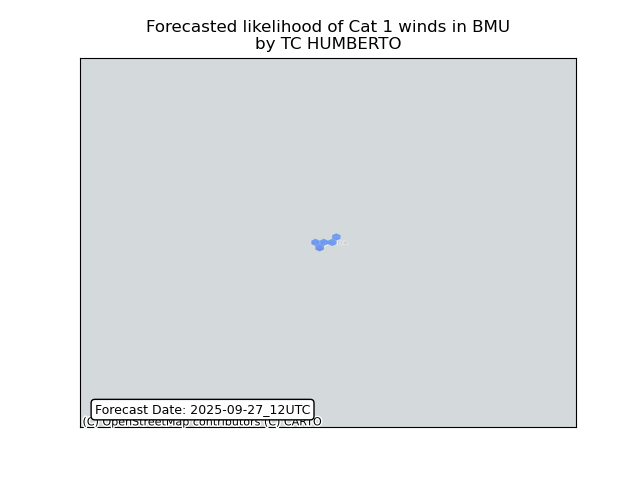 Forecasted likelihood of Cat 1 winds in BMU
by TC HUMBERTO
Forecast Date: 2025-09-27_12UTC
(C) OpenStreetMap contributors (C) CARTO